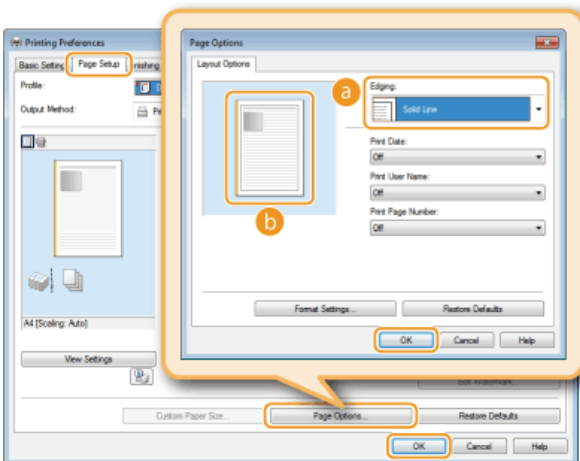 Printing Preferences
Basic Setting
Page Setup
Finishing
Profile:
Output Method:
A4 [Scaling: Auto]
View Settings
Custom Paper Size...
Page Options...
Restore Defaults
OK
Cancel
Help
Page Options
Layout Options
a
Edging:
Solid Line
b
Print Date:
Off
Print User Name:
Off
Print Page Number:
Off
Format Settings...
Restore Defaults
OK
Cancel
Help